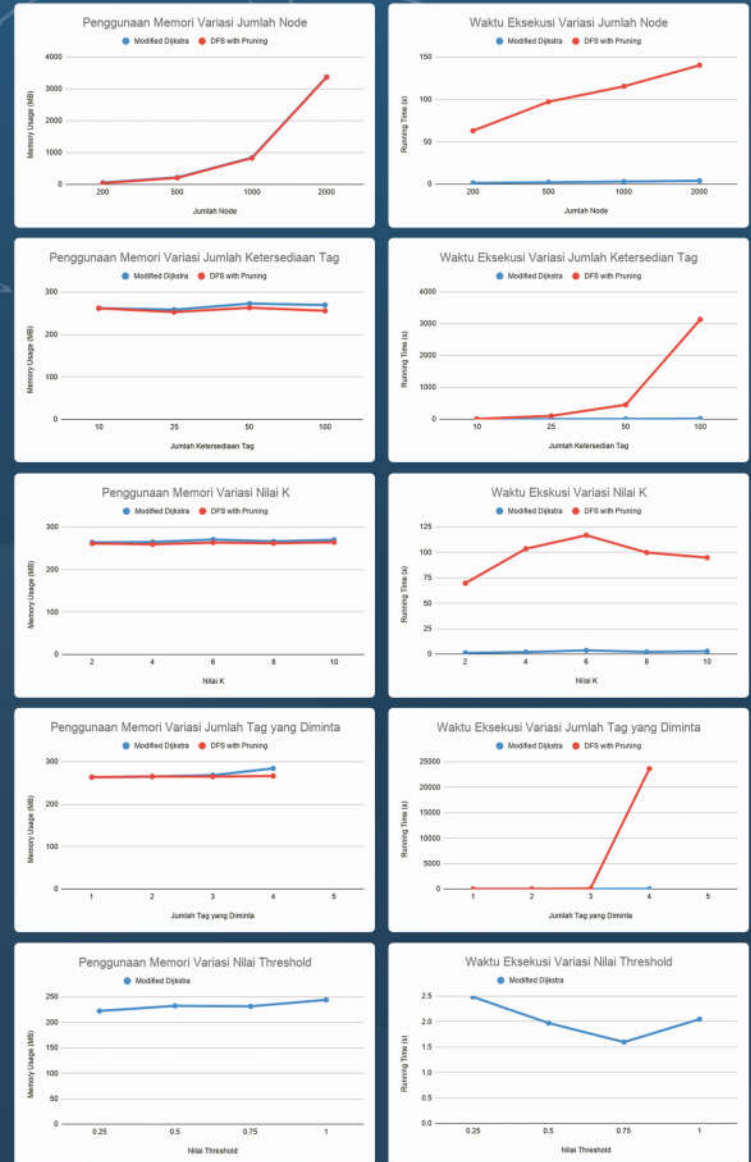 Penggunaan Memori Variasi Jumlah Node
Modified Dijkstra DFS with Pruning
Memory Usage (MB)
4000
3000
2000
1000
0
200 500 1000 2000
Jumlah Node
Waktu Eksekusi Variasi Jumlah Node
Modified Dijkstra DFS with Pruning
Running Time (s)
150
100
50
0
200 500 1000 2000
Jumlah Node
Penggunaan Memori Variasi Jumlah Ketersediaan Tag
Modified Dijkstra DFS with Pruning
Memory Usage (MB)
300
200
100
0
10 25 50 100
Jumlah Ketersediaan Tag
Waktu Eksekusi Variasi Jumlah Ketersedian Tag
Modified Dijkstra DFS with Pruning
Running Time (s)
4000
3000
2000
1000
0
10 25 50 100
Jumlah Ketersedian Tag
Penggunaan Memori Variasi Nilai K
Modified Dijkstra DFS with Pruning
Memory Usage (MB)
300
200
100
0
2 4 6 8 10
Nilai K
Waktu Ekskusi Variasi Nilai K
Modified Dijkstra DFS with Pruning
Running Time (s)
125
100
75
50
25
0
2 4 6 8 10
Nilai K
Penggunaan Memori Variasi Jumlah Tag yang Diminta
Modified Dijkstra DFS with Pruning
Memory Usage (MB)
300
200
100
0
1 2 3 4 5
Jumlah Tag yang Diminta
Waktu Eksekusi Variasi Jumlah Tag yang Diminta
Modified Dijkstra DFS with Pruning
Running Time (s)
25000
20000
15000
10000
5000
0
1 2 3 4 5
Jumlah Tag yang Diminta
Penggunaan Memori Variasi Nilai Threshold
Modified Dijkstra
Memory Usage (MB)
250
200
150
100
50
0
0.25 0.5 0.75 1
Nilai Threshold
Waktu Eksekusi Variasi Nilai Threshold
Modified Dijkstra
Running Time (s)
2.5
2.0
1.5
1.0
0.5
0.0
0.25 0.5 0.75 1
Nilai Threshold